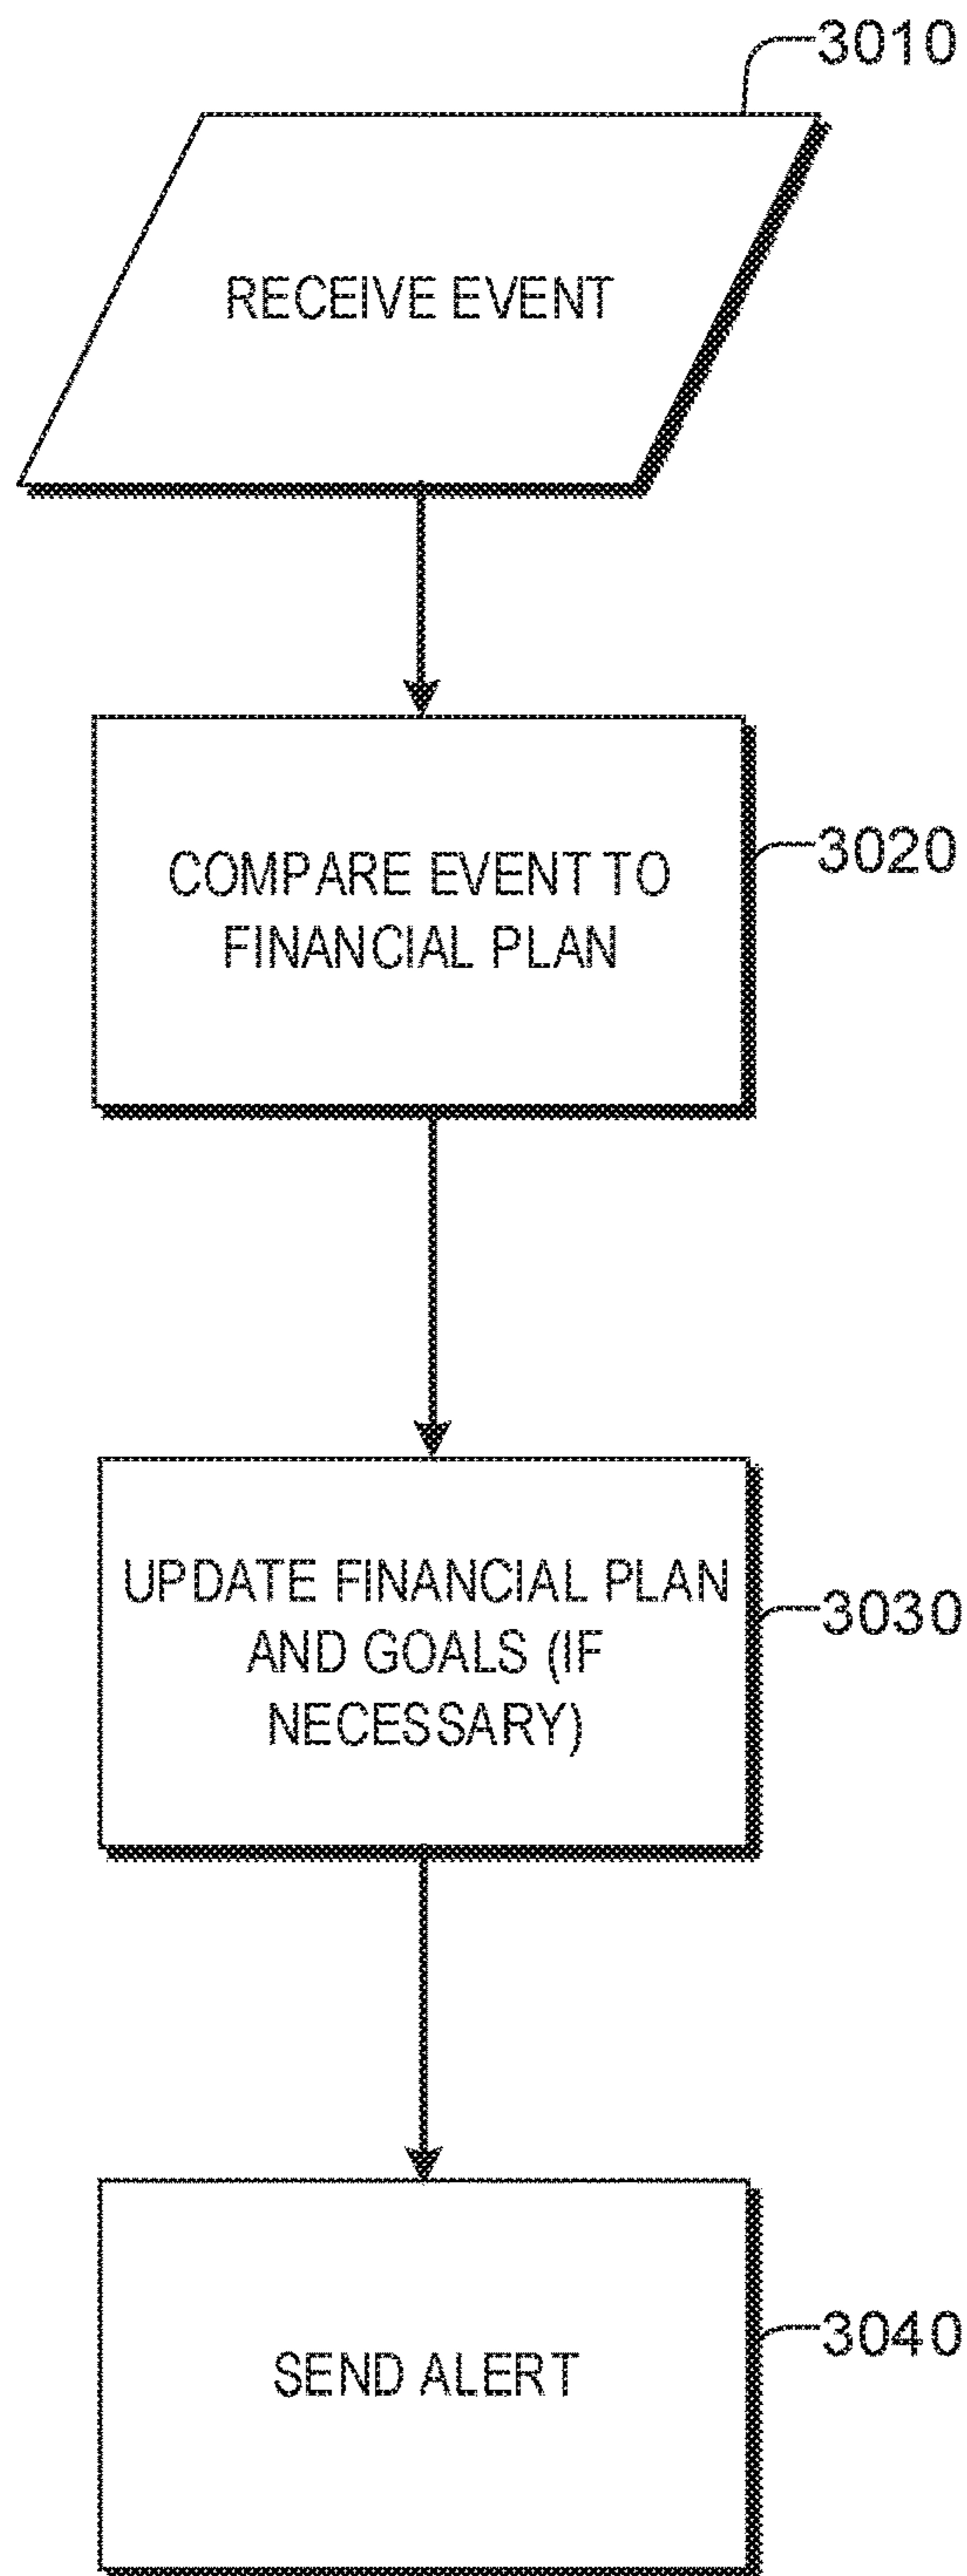 3010
RECEIVE EVENT
COMPARE EVENT TO
FINANCIAL PLAN
3020
UPDATE FINANCIAL PLAN
AND GOALS (IF
NECESSARY)
3030
SEND ALERT
3040